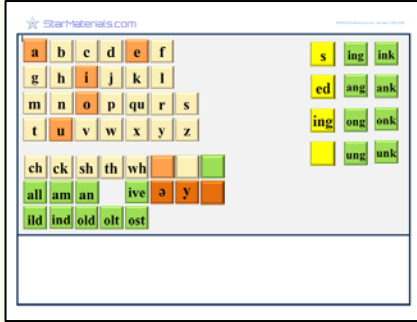 StarMaterials.com
a b c d e f
s ing ink
g h i j k l
ed ang ank
m n o p qu r s
ing ong onk
t u v w x y z
ung unk
ch ck sh th wh
all am an ive ə y
ild ind old olt ost